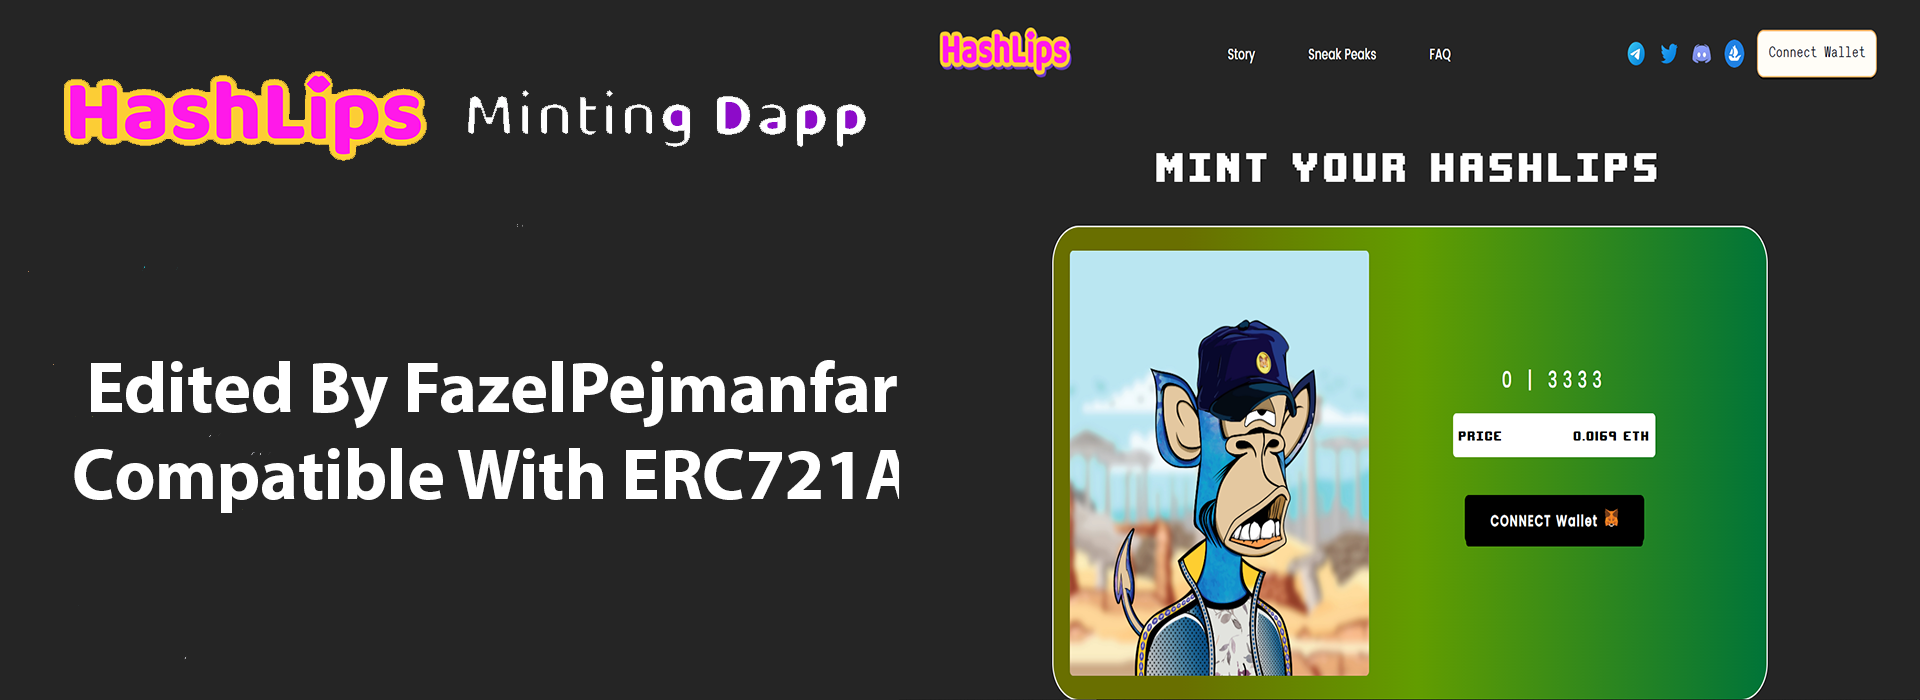 HashLips Minting Dapp
Edited By FazelPejmanfar
Compatible With ERC721A
HashLips
Story
Sneak Peaks
FAQ
Connect Wallet
MINT YOUR HASHLIPS
0 | 3333
PRICE 0.0169 ETH
CONNECT Wallet